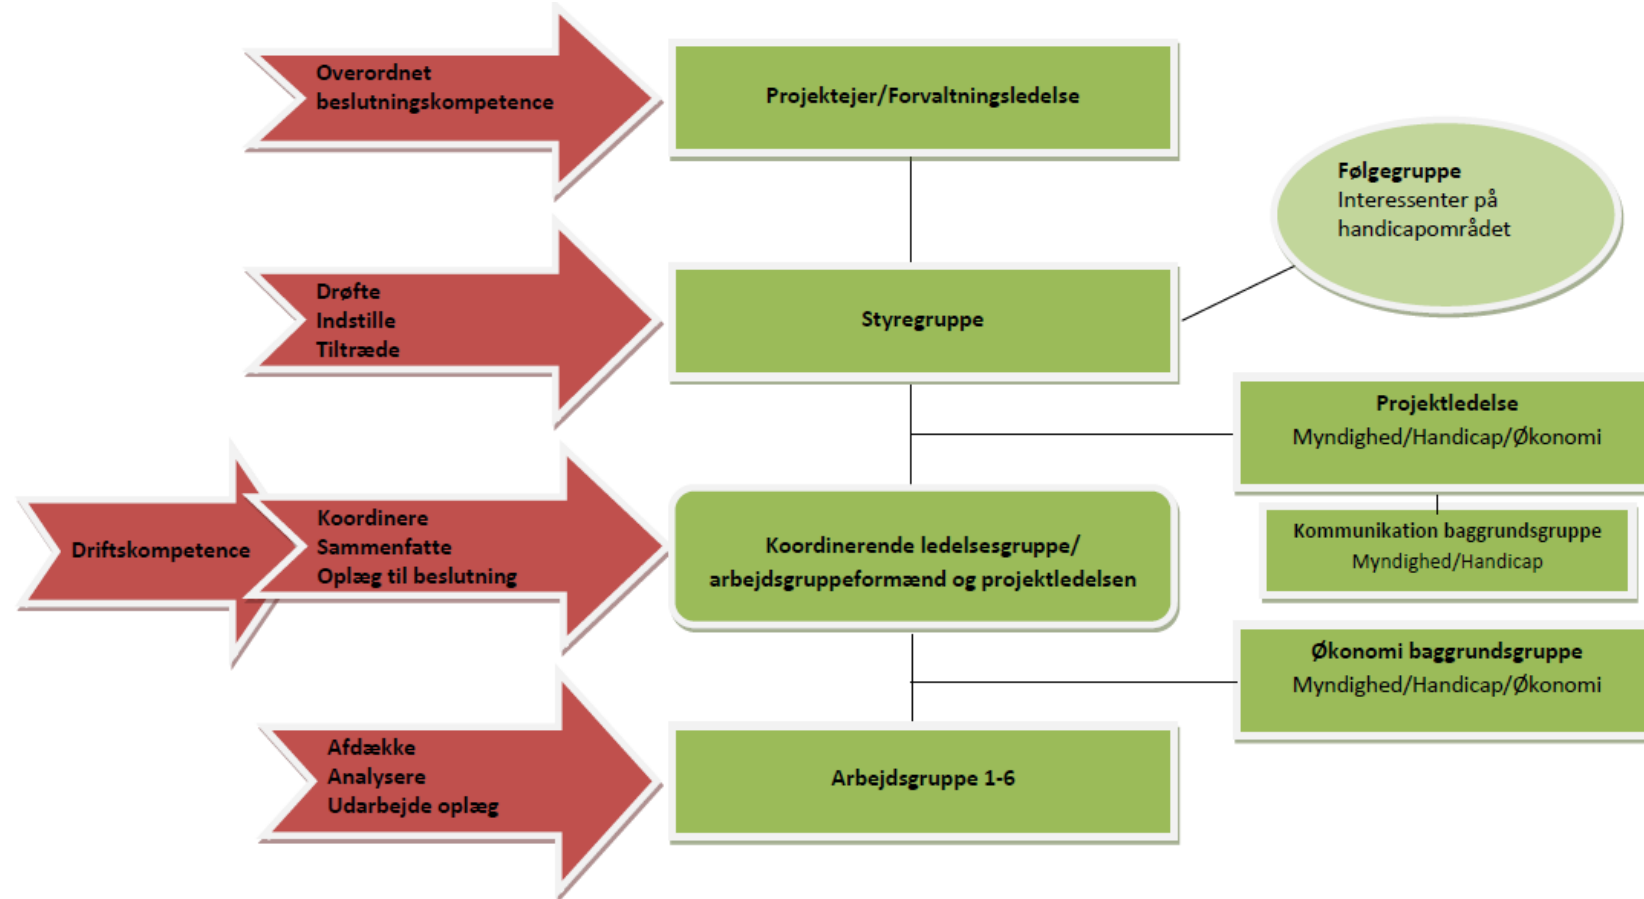 Overordnet
beslutningskompetence
Projektejer/Forvaltningsledelse
Følgegruppe
Interessenter på
handicapområdet
Drøfte
Indstille
Tiltræde
Styregruppe
Projektledelse
Myndighed/Handicap/Økonomi
Driftskompetence
Koordinere
Sammenfatte
Oplæg til beslutning
Koordinerende ledelsesgruppe/
arbejdsgruppeformænd og projektledelsen
Kommunikation baggrundsgruppe
Myndighed/Handicap
Økonomi baggrundsgruppe
Myndighed/Handicap/Økonomi
Afdække
Analysere
Udarbejde oplæg
Arbejdsgruppe 1-6